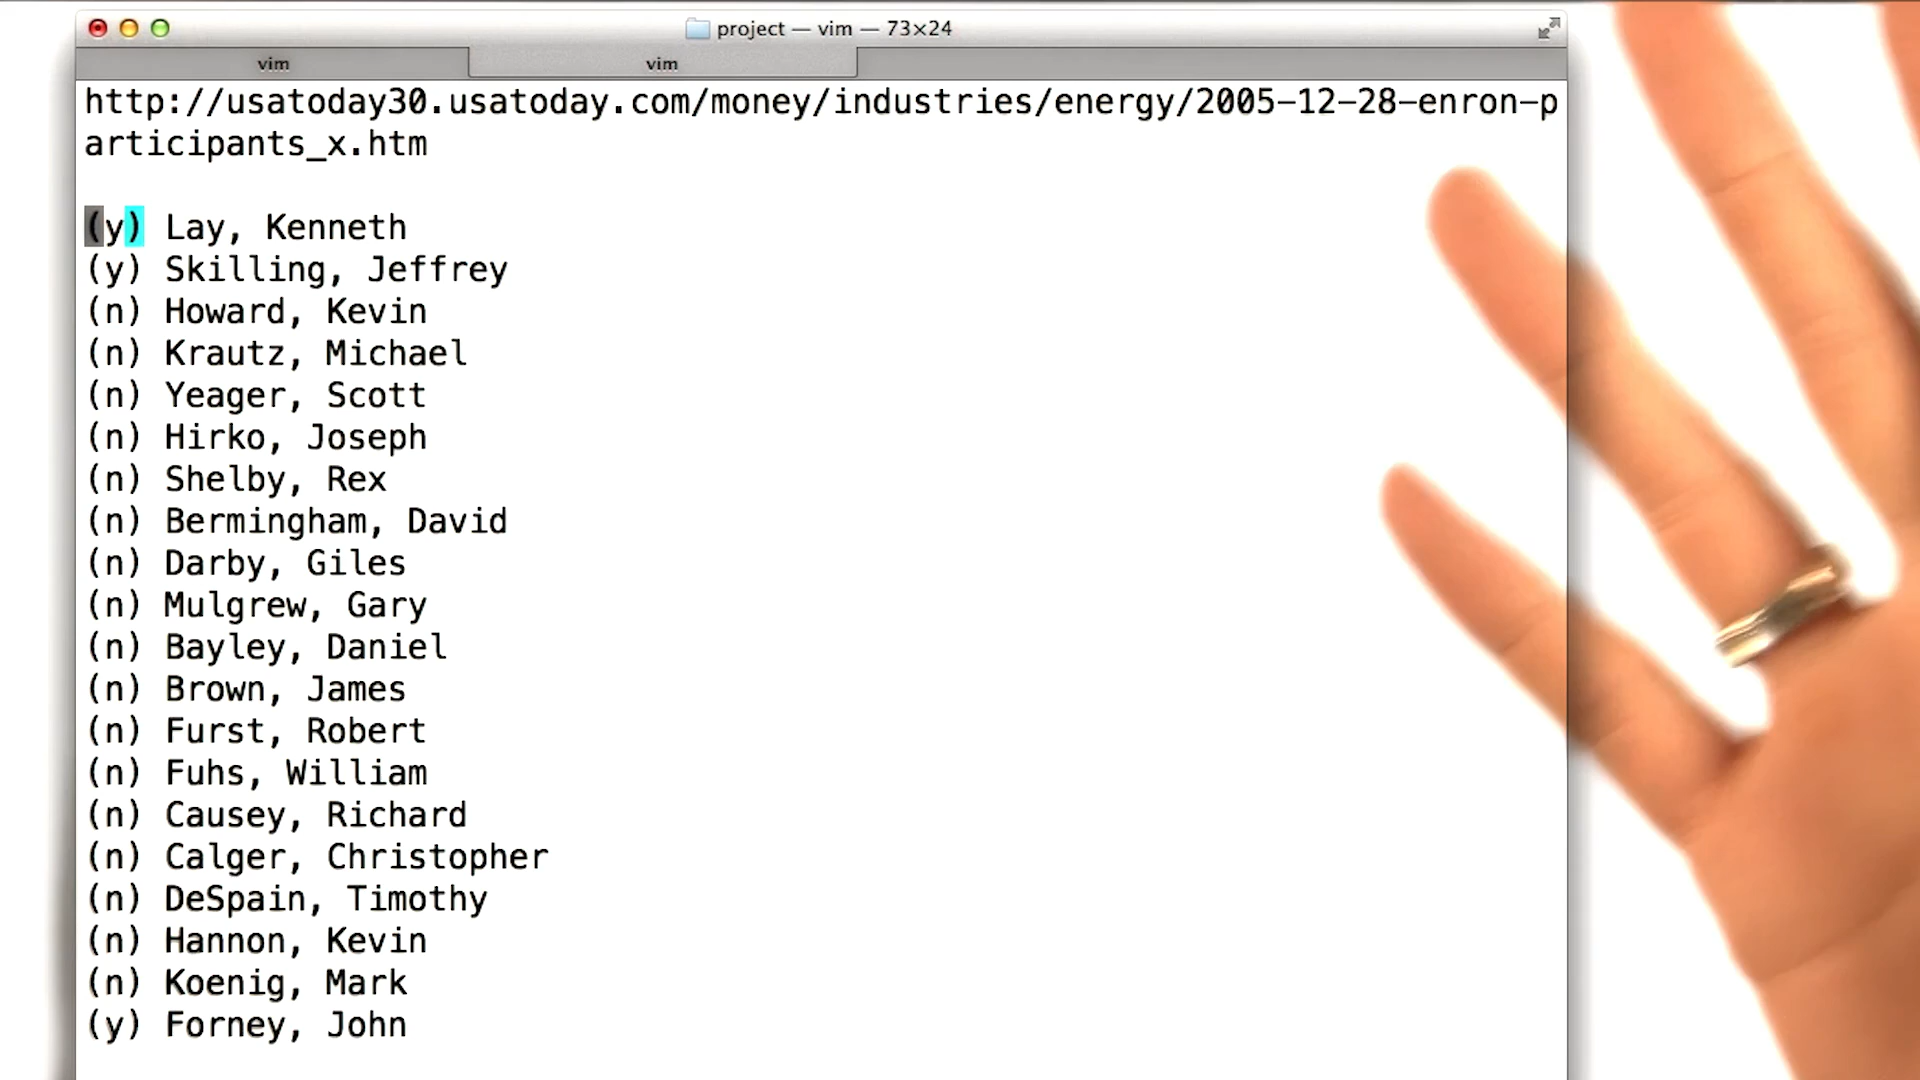 project — vim — 73×24
vim
vim
http://usatoday30.usatoday.com/money/industries/energy/2005-12-28-enron-p
articipants_x.htm
(y) Lay, Kenneth
(y) Skilling, Jeffrey
(n) Howard, Kevin
(n) Krautz, Michael
(n) Yeager, Scott
(n) Hirko, Joseph
(n) Shelby, Rex
(n) Bermingham, David
(n) Darby, Giles
(n) Mulgrew, Gary
(n) Bayley, Daniel
(n) Brown, James
(n) Furst, Robert
(n) Fuhs, William
(n) Causey, Richard
(n) Calger, Christopher
(n) DeSpain, Timothy
(n) Hannon, Kevin
(n) Koenig, Mark
(y) Forney, John